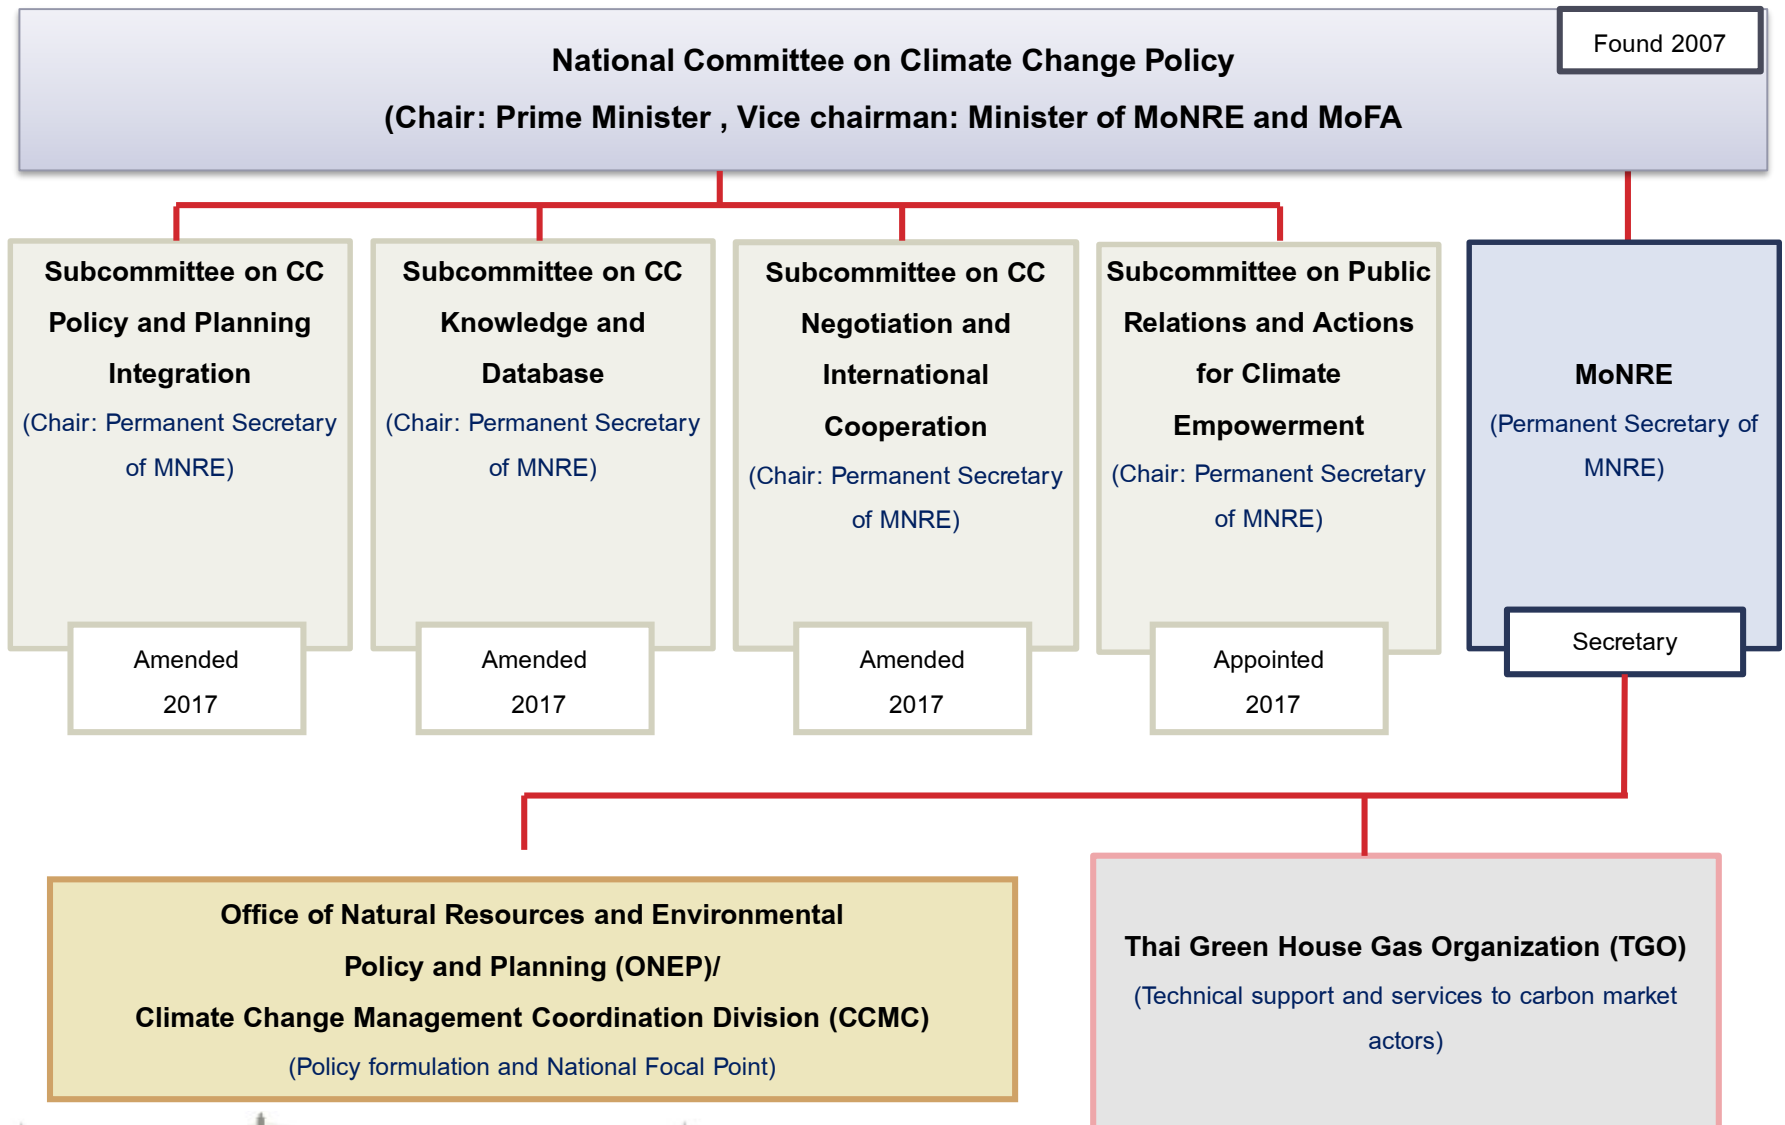 Found 2007
National Committee on Climate Change Policy
(Chair: Prime Minister , Vice chairman: Minister of MoNRE and MoFA
Subcommittee on CC
Policy and Planning
Integration
(Chair: Permanent Secretary
of MNRE)
Amended
2017
Subcommittee on CC
Knowledge and
Database
(Chair: Permanent Secretary
of MNRE)
Amended
2017
Subcommittee on CC
Negotiation and
International
Cooperation
(Chair: Permanent Secretary
of MNRE)
Amended
2017
Subcommittee on Public
Relations and Actions
for Climate
Empowerment
(Chair: Permanent Secretary
of MNRE)
Appointed
2017
MoNRE
(Permanent Secretary of
MNRE)
Secretary
Office of Natural Resources and Environmental
Policy and Planning (ONEP)/
Climate Change Management Coordination Division (CCMC)
(Policy formulation and National Focal Point)
Thai Green House Gas Organization (TGO)
(Technical support and services to carbon market
actors)